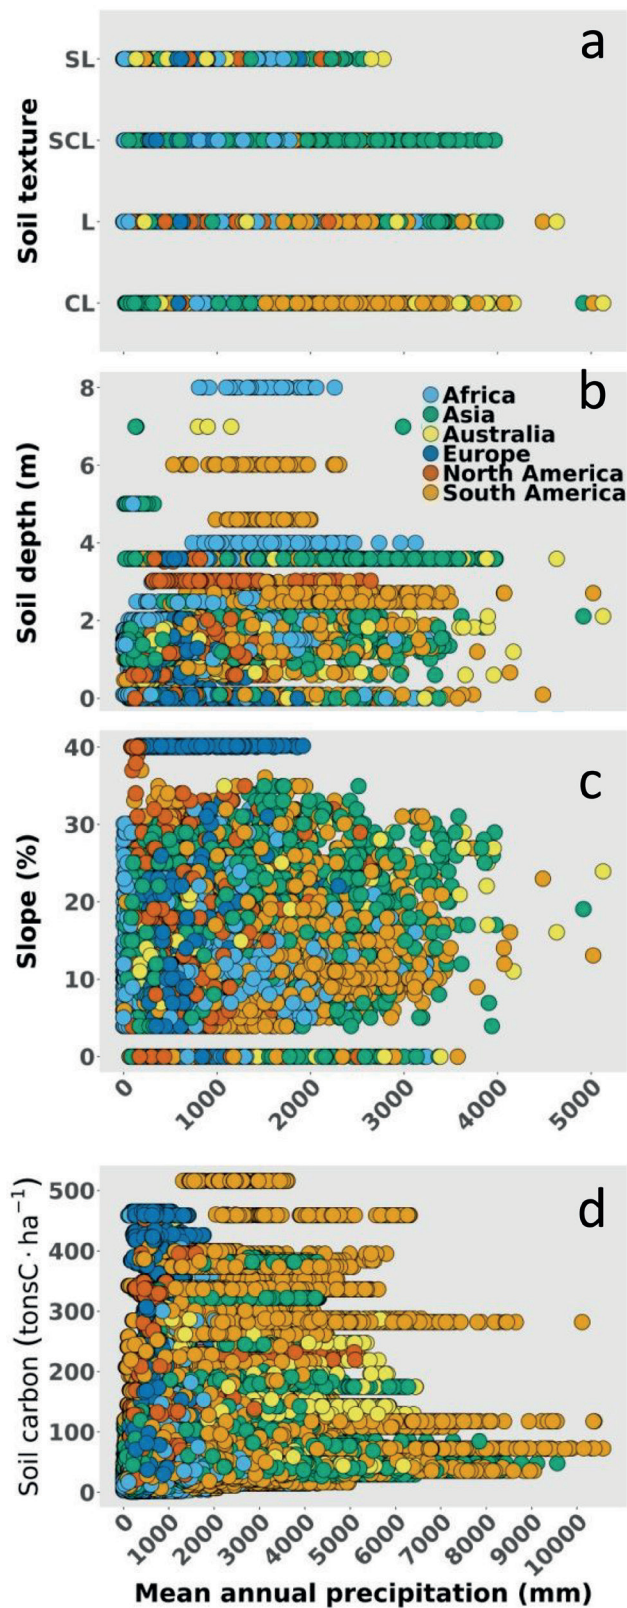 a
Soil texture
SL
SCL
L
CL
b
Soil depth (m)
8
6
4
2
0
Africa
Asia
Australia
Europe
North America
South America
c
Slope (%)
40
30
20
10
0
0 1000 2000 3000 4000 5000
d
Soil carbon (tonsC · ha⁻¹)
500
400
300
200
100
0
0 1000 2000 3000 4000 5000 6000 7000 8000 9000 10000
Mean annual precipitation (mm)